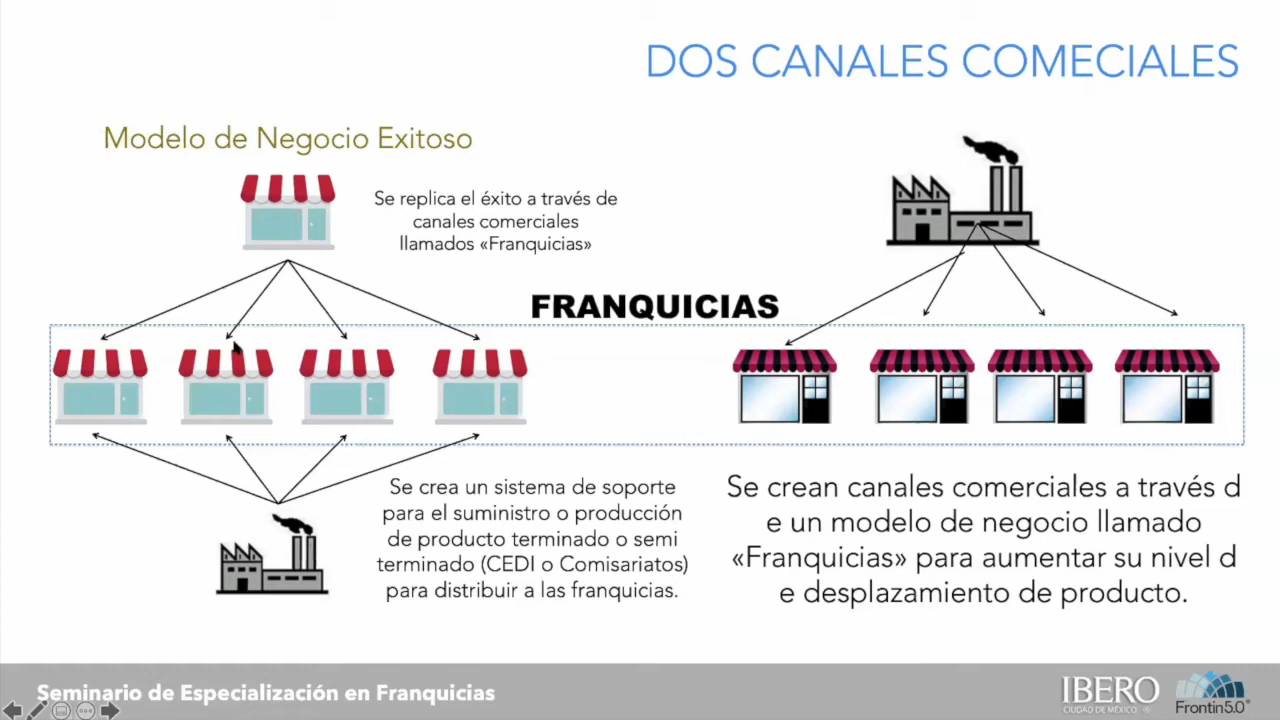 DOS CANALES COMECIALES
Modelo de Negocio Exitoso
Se replica el éxito a través de
canales comerciales
llamados «Franquicias»
FRANQUICIAS
Se crea un sistema de soporte
para el suministro o producción
de producto terminado o semi
terminado (CEDI o Comisariatos)
para distribuir a las franquicias.
Se crean canales comerciales a través d
e un modelo de negocio llamado
«Franquicias» para aumentar su nivel d
e desplazamiento de producto.
Seminario de Especialización en Franquicias
IBERO
CIUDAD DE MÉXICO ®
Frontin5.0®